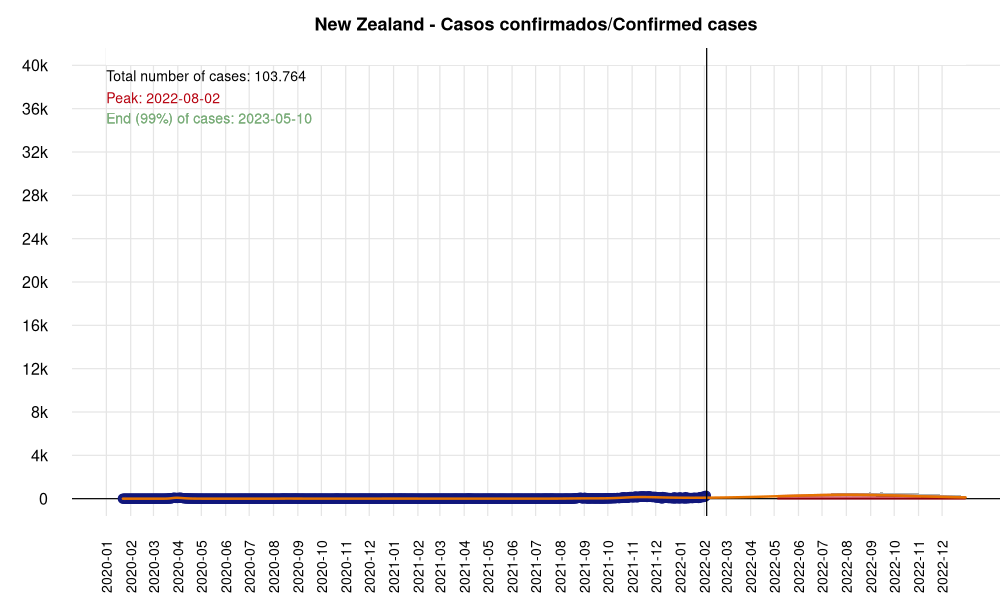 New Zealand - Casos confirmados/Confirmed cases
40k
Total number of cases: 103.764
Peak: 2022-08-02
36k
End (99%) of cases: 2023-05-10
32k
28k
24k
20k
16k
12k
8k
4k
0
2020-01
2020-02
2020-03
2020-04
2020-05
2020-06
2020-07
2020-08
2020-09
2020-10
2020-11
2020-12
2021-01
2021-02
2021-03
2021-04
2021-05
2021-06
2021-07
2021-08
2021-09
2021-10
2021-11
2021-12
2022-01
2022-02
2022-03
2022-04
2022-05
2022-06
2022-07
2022-08
2022-09
2022-10
2022-11
2022-12